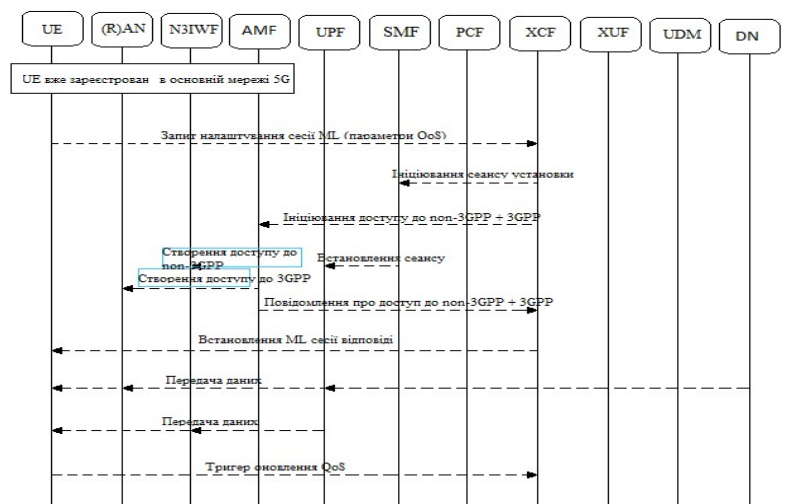 UE (R)AN N3IWF AMF UPF SMF PCF XCF XUF UDM DN
UE вже зареєстрован в основній мережі 5G
Запит налаштування сесії ML (параметри QoS)
Ініціювання сеансу установки
Ініціювання доступу до non-3GPP + 3GPP
Створення доступу до
non-3GPP
Встановлення сеансу
Створення доступу до 3GPP
Повідомлення про доступ до non-3GPP + 3GPP
Встановлення ML сесії відповіді
Передача даних
Передача даних
Тригер оновлення QoS